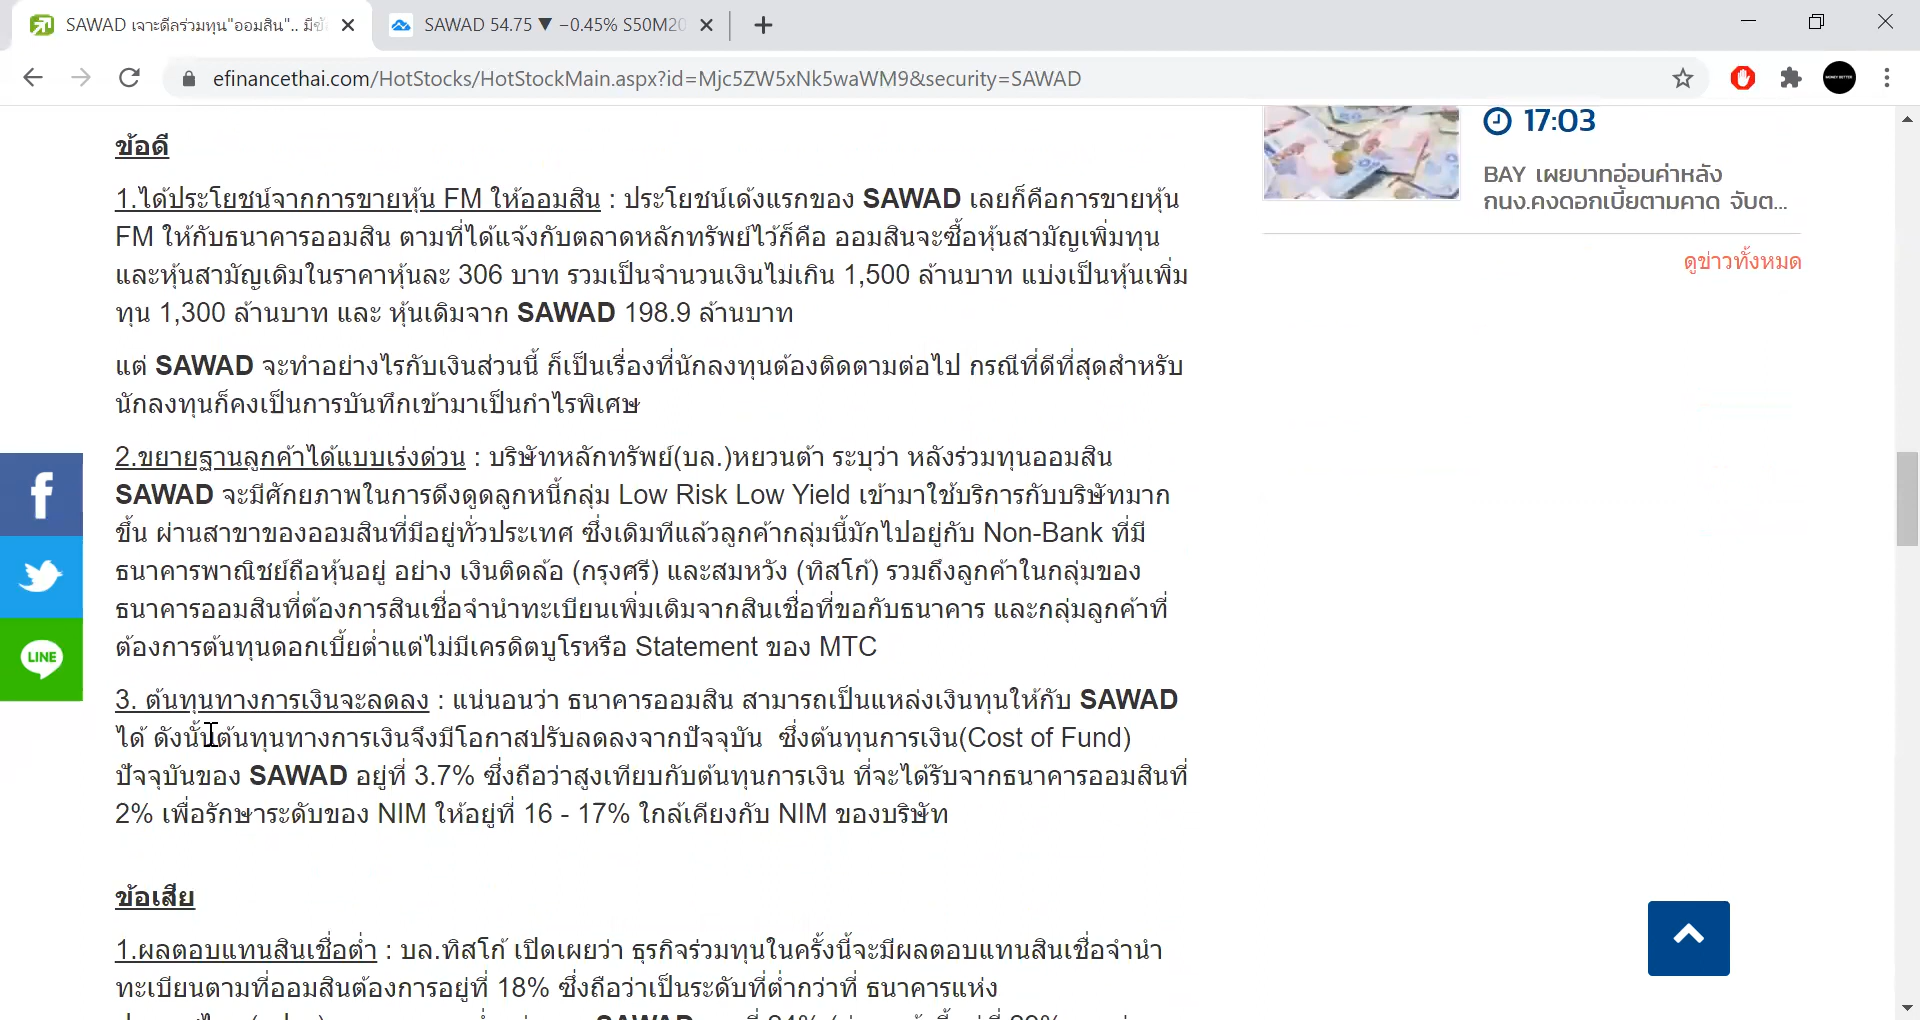 SAWAD เจาะดีลร่วมทุน"ออมสิน".. มีข้
SAWAD 54.75 ▼ −0.45% S50M20
efinancethai.com/HotStocks/HotStockMain.aspx?id=Mjc5ZW5xNk5waWM9&security=SAWAD
ข้อดี
1.ได้ประโยชน์จากการขายหุ้น FM ให้ออมสิน : ประโยชน์เด้งแรกของ SAWAD เลยก็คือการขายหุ้น
FM ให้กับธนาคารออมสิน ตามที่ได้แจ้งกับตลาดหลักทรัพย์ไว้ก็คือ ออมสินจะซื้อหุ้นสามัญเพิ่มทุน
และหุ้นสามัญเดิมในราคาหุ้นละ 306 บาท รวมเป็นจำนวนเงินไม่เกิน 1,500 ล้านบาท แบ่งเป็นหุ้นเพิ่ม
ทุน 1,300 ล้านบาท และ หุ้นเดิมจาก SAWAD 198.9 ล้านบาท
แต่ SAWAD จะทำอย่างไรกับเงินส่วนนี้ ก็เป็นเรื่องที่นักลงทุนต้องติดตามต่อไป กรณีที่ดีที่สุดสำหรับ
นักลงทุนก็คงเป็นการบันทึกเข้ามาเป็นกำไรพิเศษ
2.ขยายฐานลูกค้าได้แบบเร่งด่วน : บริษัทหลักทรัพย์(บล.)หยวนต้า ระบุว่า หลังร่วมทุนออมสิน
SAWAD จะมีศักยภาพในการดึงดูดลูกหนี้กลุ่ม Low Risk Low Yield เข้ามาใช้บริการกับบริษัทมาก
ขึ้น ผ่านสาขาของออมสินที่มีอยู่ทั่วประเทศ ซึ่งเดิมทีแล้วลูกค้ากลุ่มนี้มักไปอยู่กับ Non-Bank ที่มี
ธนาคารพาณิชย์ถือหุ้นอยู่ อย่าง เงินติดล้อ (กรุงศรี) และสมหวัง (ทิสโก้) รวมถึงลูกค้าในกลุ่มของ
ธนาคารออมสินที่ต้องการสินเชื่อจำนำทะเบียนเพิ่มเติมจากสินเชื่อที่ขอกับธนาคาร และกลุ่มลูกค้าที่
ต้องการต้นทุนดอกเบี้ยต่ำแต่ไม่มีเครดิตบูโรหรือ Statement ของ MTC
3. ต้นทุนทางการเงินจะลดลง : แน่นอนว่า ธนาคารออมสิน สามารถเป็นแหล่งเงินทุนให้กับ SAWAD
ได้ ดังนั้นต้นทุนทางการเงินจึงมีโอกาสปรับลดลงจากปัจจุบัน ซึ่งต้นทุนการเงิน(Cost of Fund)
ปัจจุบันของ SAWAD อยู่ที่ 3.7% ซึ่งถือว่าสูงเทียบกับต้นทุนการเงิน ที่จะได้รับจากธนาคารออมสินที่
2% เพื่อรักษาระดับของ NIM ให้อยู่ที่ 16 - 17% ใกล้เคียงกับ NIM ของบริษัท
ข้อเสีย
1.ผลตอบแทนสินเชื่อต่ำ : บล.ทิสโก้ เปิดเผยว่า ธุรกิจร่วมทุนในครั้งนี้จะมีผลตอบแทนสินเชื่อจำนำ
ทะเบียนตามที่ออมสินต้องการอยู่ที่ 18% ซึ่งถือว่าเป็นระดับที่ต่ำกว่าที่ ธนาคารแห่ง
17:03
BAY เผยบาทอ่อนค่าหลัง
กนง.คงดอกเบี้ยตามคาด จับต...
ดูข่าวทั้งหมด
LINE